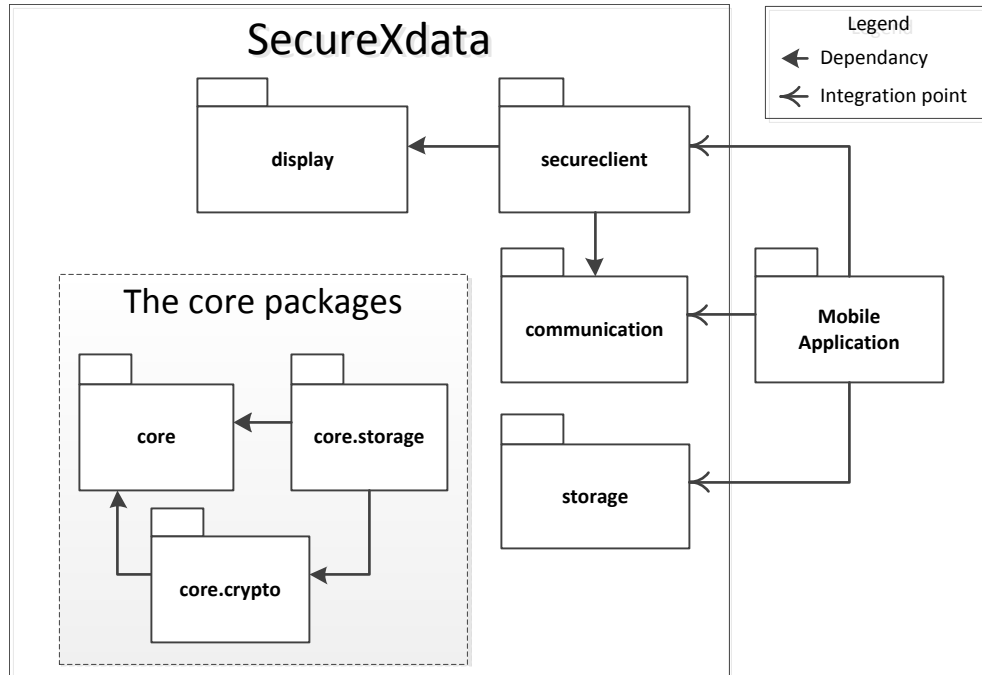 SecureXdata
Legend
Dependancy
Integration point
display
secureclient
The core packages
communication
Mobile
Application
core
core.storage
storage
core.crypto